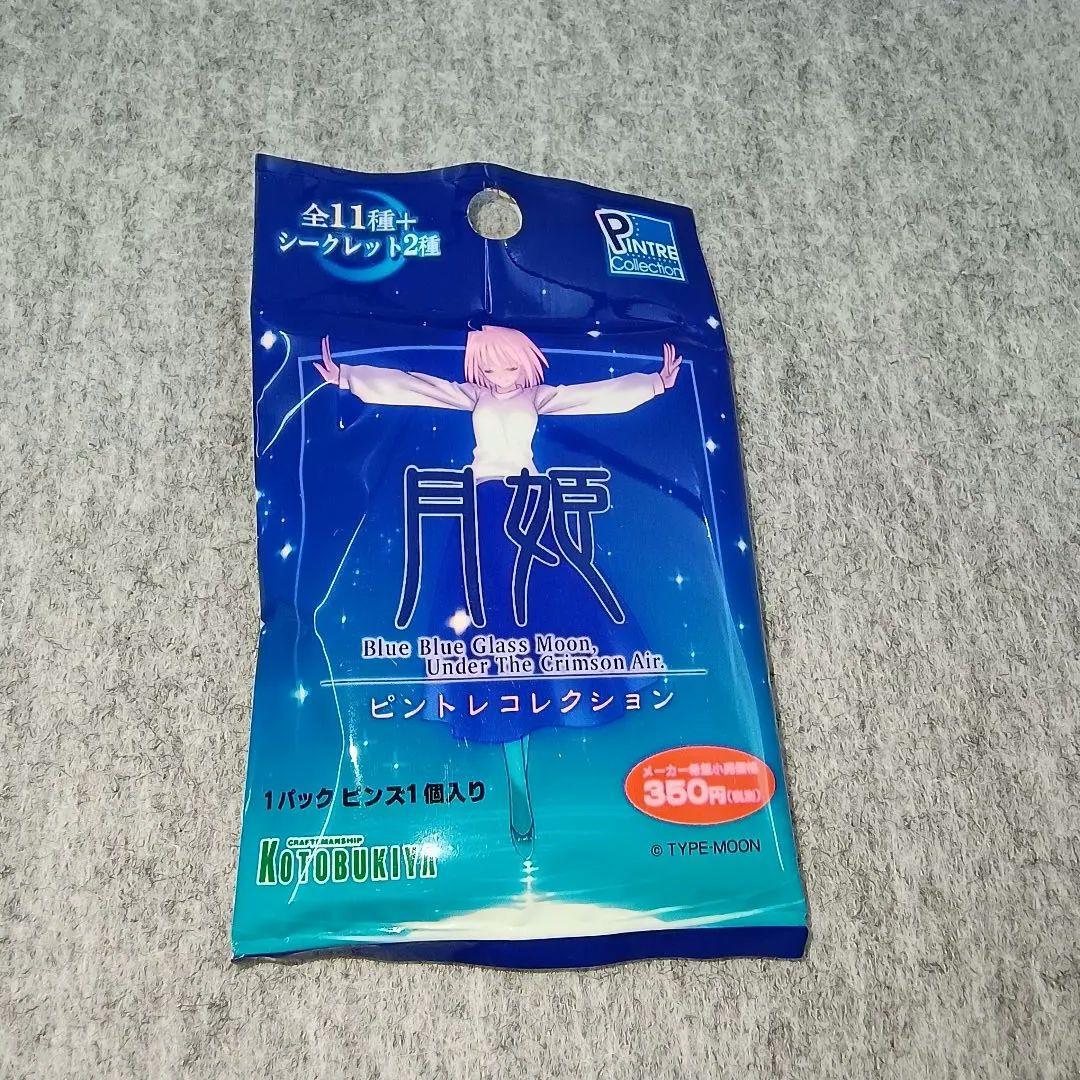 全11種+
シークレット2種
PINTRE
Collection
月姫
Blue Blue Glass Moon,
Under The Crimson Air.
ピントレコレクション
1パック ピンズ1個入り
メーカー希望小売価格
350円(税抜)
CRAFTSMANSHIP
KOTOBUKIYA
© TYPE-MOON